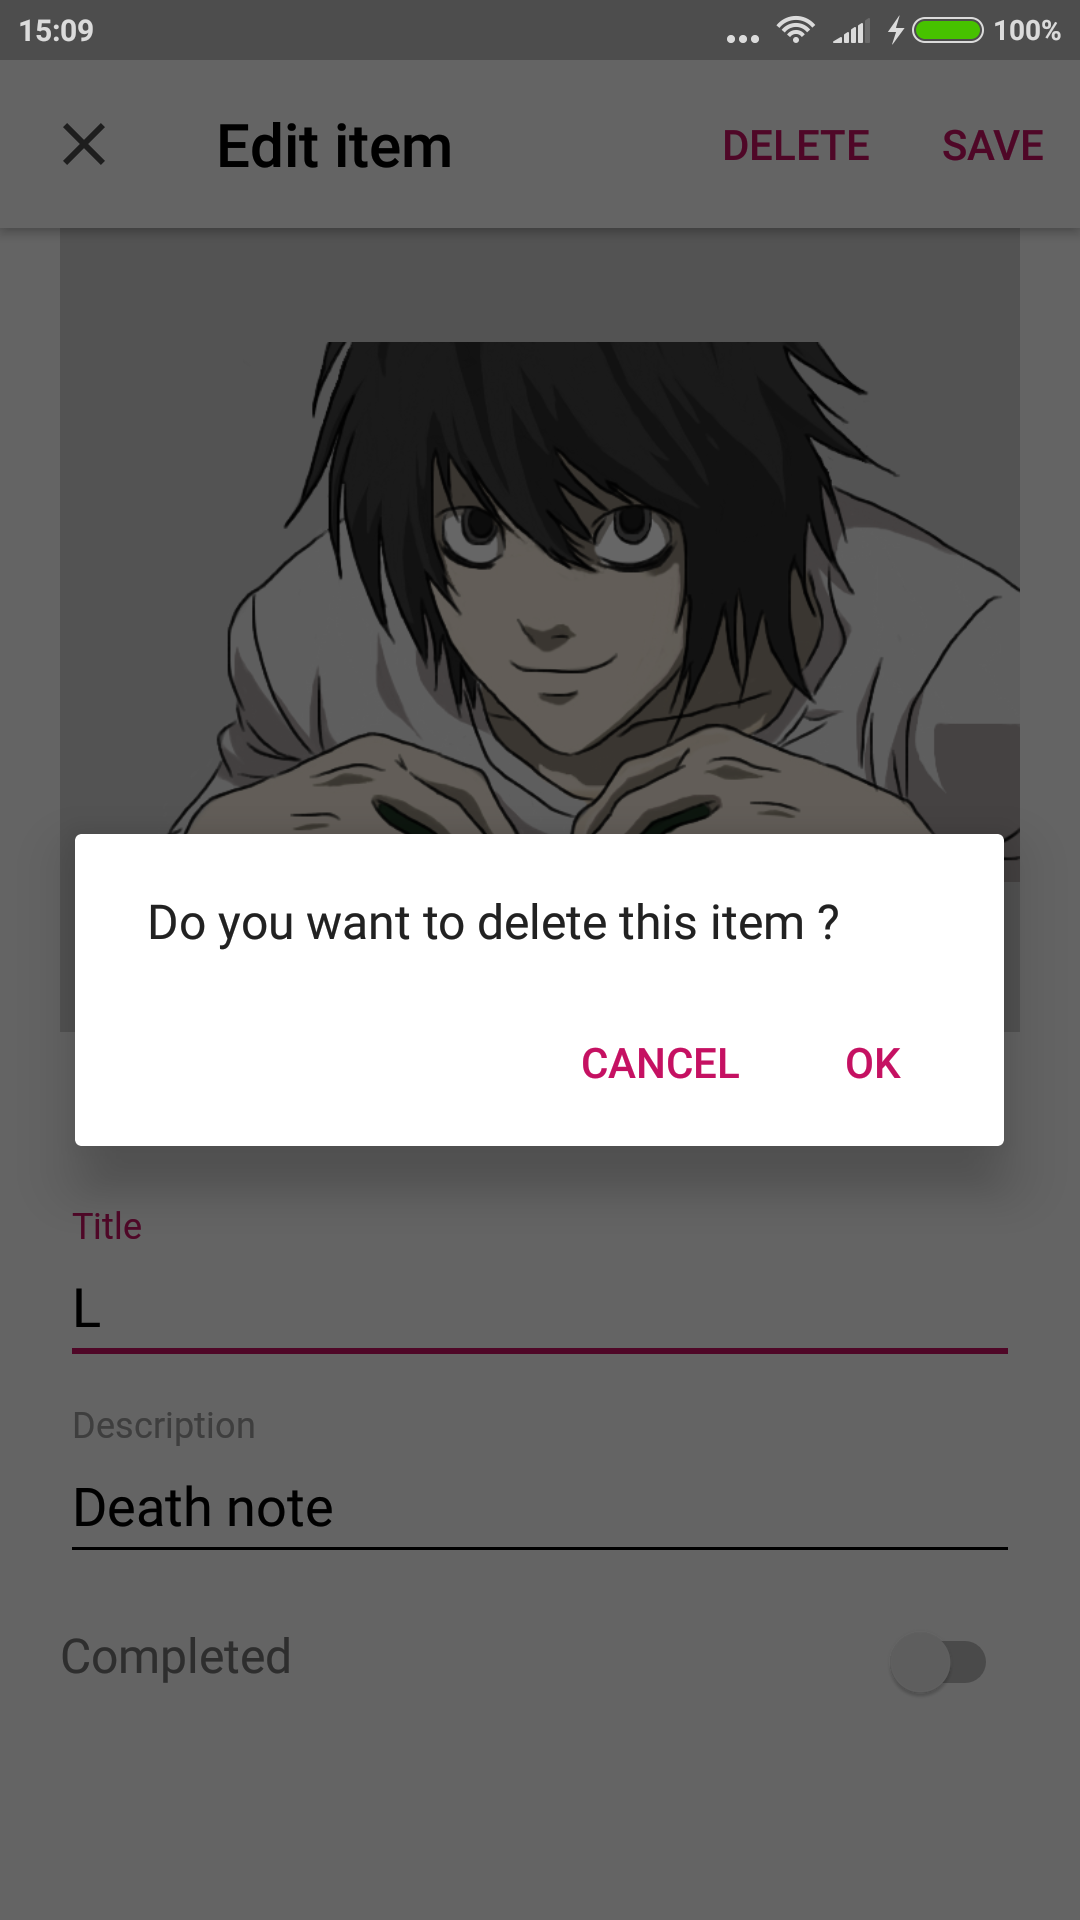 15:09 ... 100%
Edit item DELETE SAVE
Do you want to delete this item ?
CANCEL OK
Title
L
Description
Death note
Completed